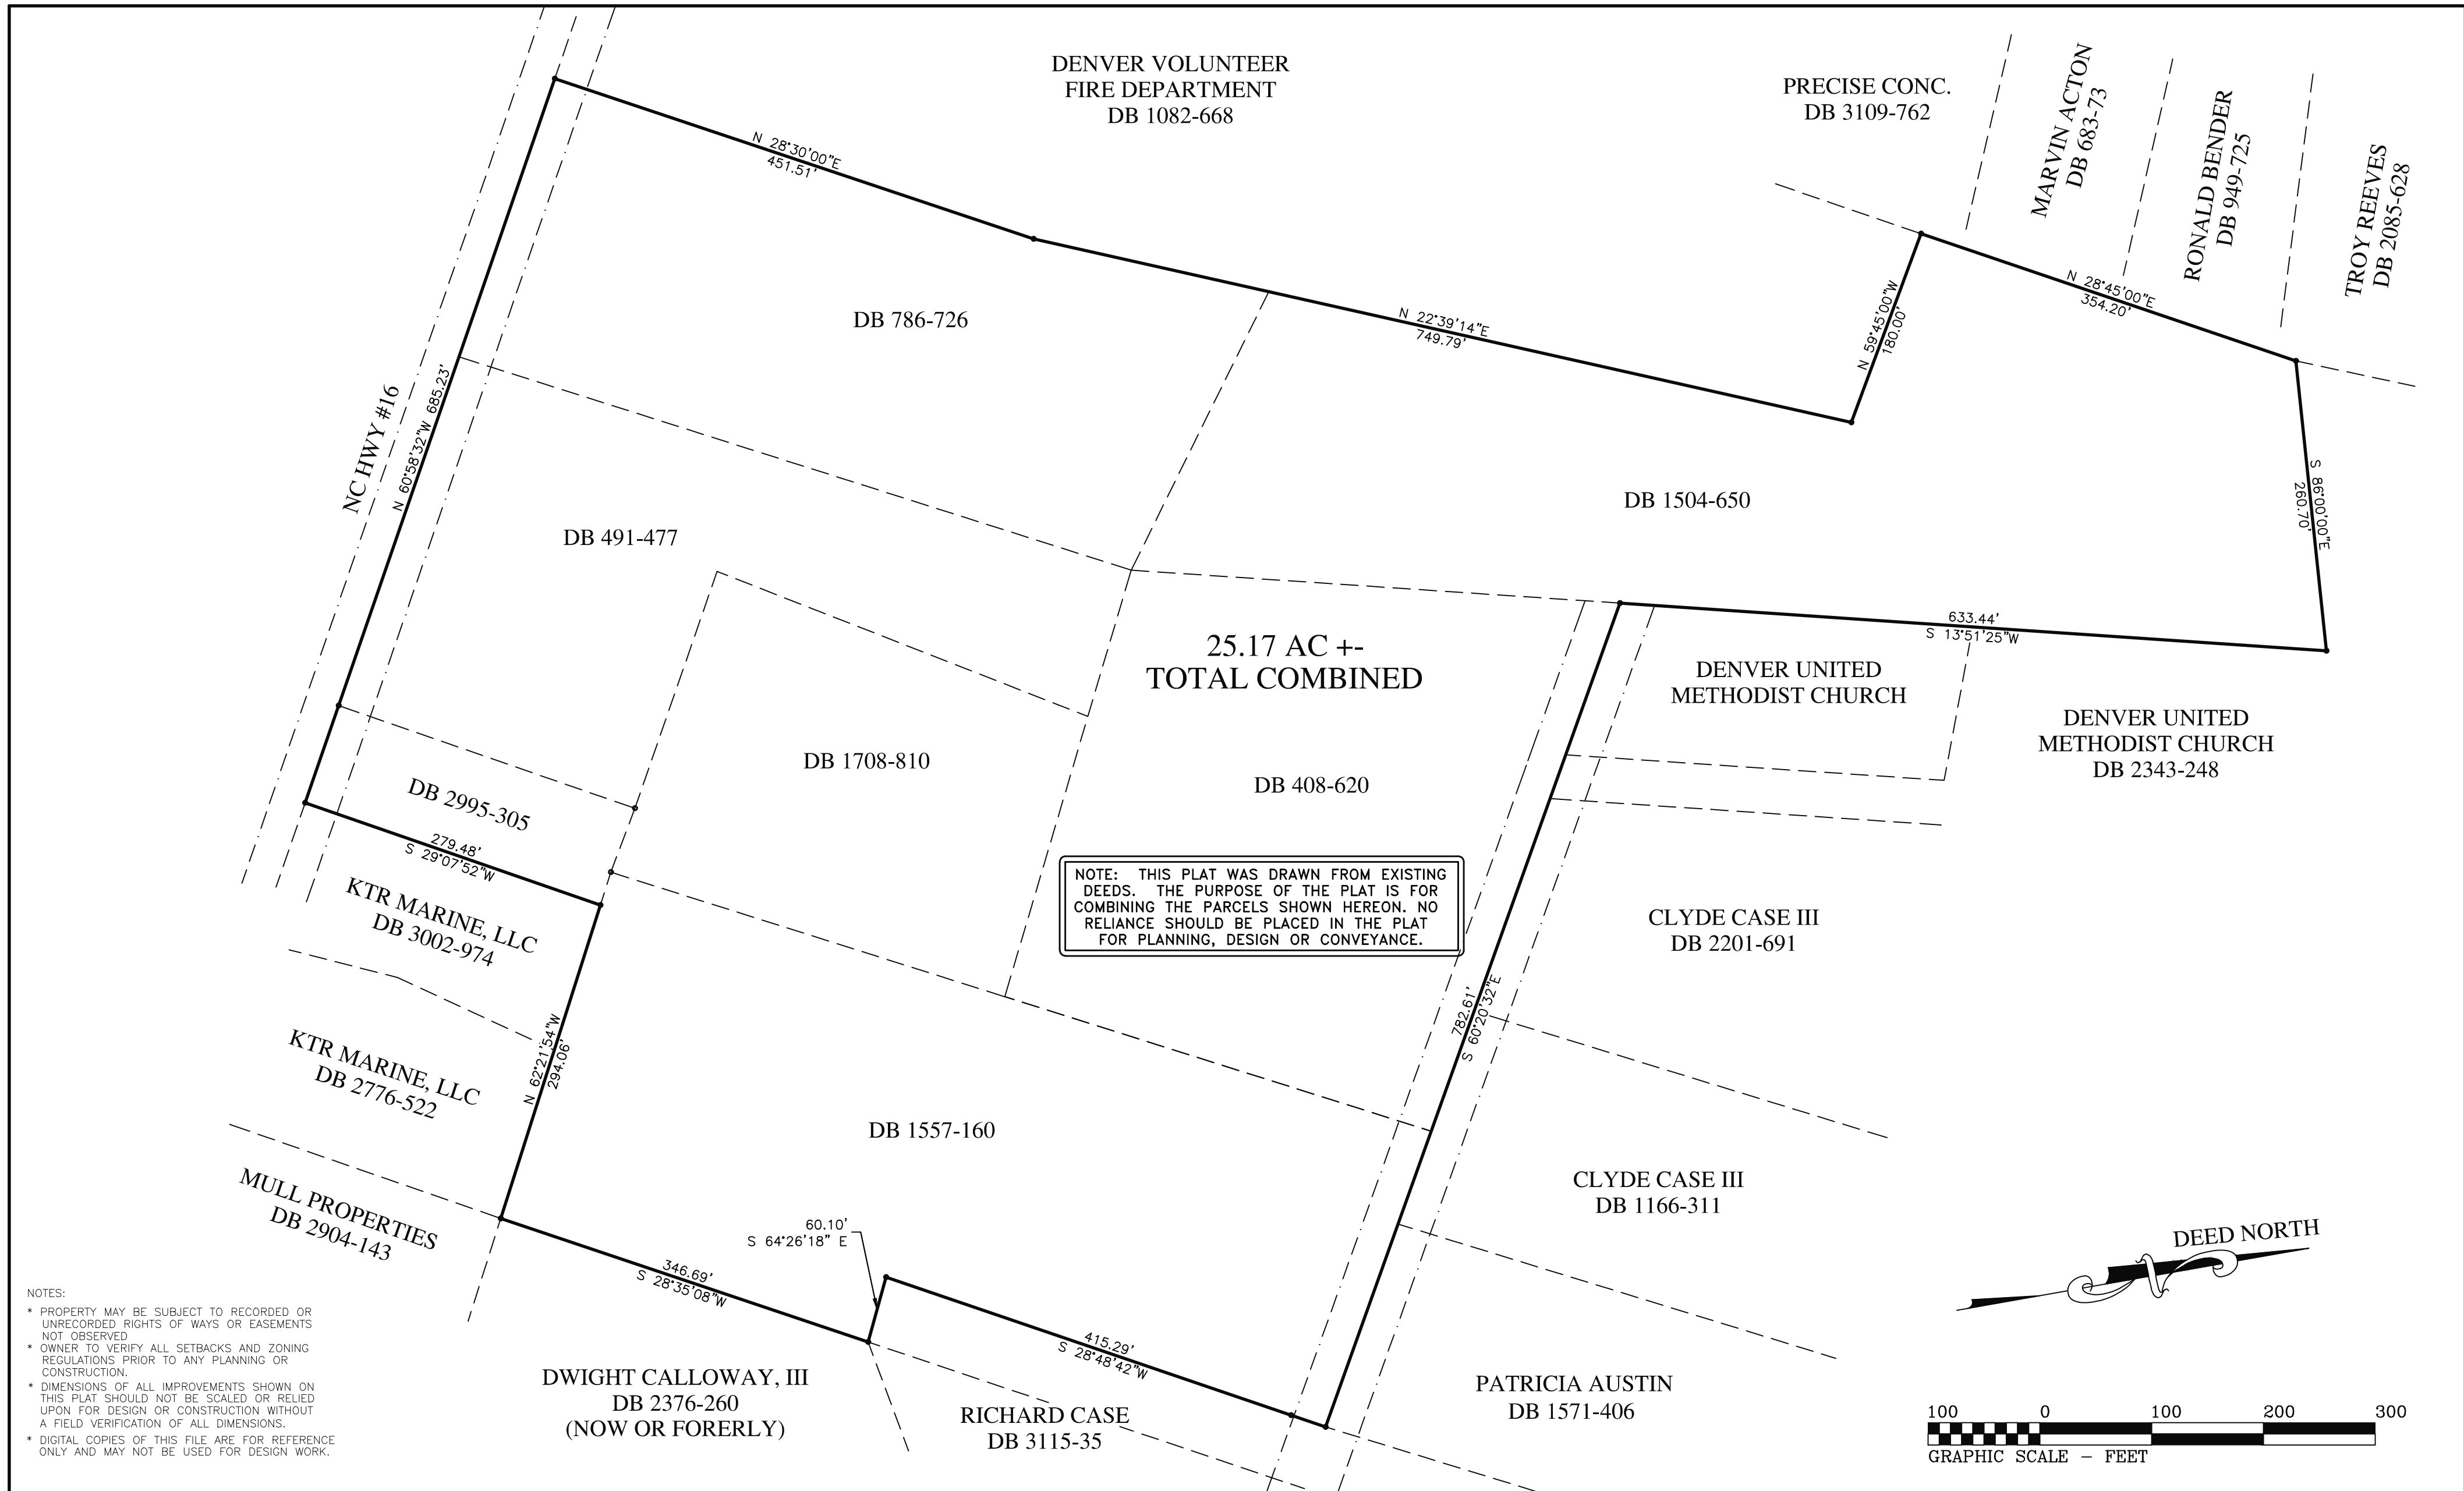 DENVER VOLUNTEER
FIRE DEPARTMENT
DB 1082-668
PRECISE CONC.
DB 3109-762
MARVIN ACTON
DB 683-73
RONALD BENDER
DB 949-725
TROY REEVES
DB 2085-628
N 28°30'00"E
451.51'
N 22°39'14"E
749.79'
N 59°45'00"W
180.00'
N 28°45'00"E
354.20'
S 86°00'00"E
260.70'
NC HWY #16
N 60°58'32"W 685.23'
DB 786-726
DB 491-477
DB 1504-650
25.17 AC +-
TOTAL COMBINED
633.44'
S 13°51'25"W
DENVER UNITED
METHODIST CHURCH
DENVER UNITED
METHODIST CHURCH
DB 2343-248
DB 1708-810
DB 408-620
DB 2995-305
279.48'
S 29°07'52"W
KTR MARINE, LLC
DB 3002-974
NOTE: THIS PLAT WAS DRAWN FROM EXISTING
DEEDS. THE PURPOSE OF THE PLAT IS FOR
COMBINING THE PARCELS SHOWN HEREON. NO
RELIANCE SHOULD BE PLACED IN THE PLAT
FOR PLANNING, DESIGN OR CONVEYANCE.
CLYDE CASE III
DB 2201-691
782.61'
S 60°20'32"E
KTR MARINE, LLC
DB 2776-522
N 62°21'54"W
294.06'
DB 1557-160
CLYDE CASE III
DB 1166-311
MULL PROPERTIES
DB 2904-143
60.10'
S 64°26'18" E
346.69'
S 28°35'08"W
415.29'
S 28°48'42"W
DEED NORTH
DWIGHT CALLOWAY, III
DB 2376-260
(NOW OR FORERLY)
RICHARD CASE
DB 3115-35
PATRICIA AUSTIN
DB 1571-406
NOTES:
* PROPERTY MAY BE SUBJECT TO RECORDED OR
UNRECORDED RIGHTS OF WAYS OR EASEMENTS
NOT OBSERVED
* OWNER TO VERIFY ALL SETBACKS AND ZONING
REGULATIONS PRIOR TO ANY PLANNING OR
CONSTRUCTION.
* DIMENSIONS OF ALL IMPROVEMENTS SHOWN ON
THIS PLAT SHOULD NOT BE SCALED OR RELIED
UPON FOR DESIGN OR CONSTRUCTION WITHOUT
A FIELD VERIFICATION OF ALL DIMENSIONS.
* DIGITAL COPIES OF THIS FILE ARE FOR REFERENCE
ONLY AND MAY NOT BE USED FOR DESIGN WORK.
100 0 100 200 300
GRAPHIC SCALE - FEET